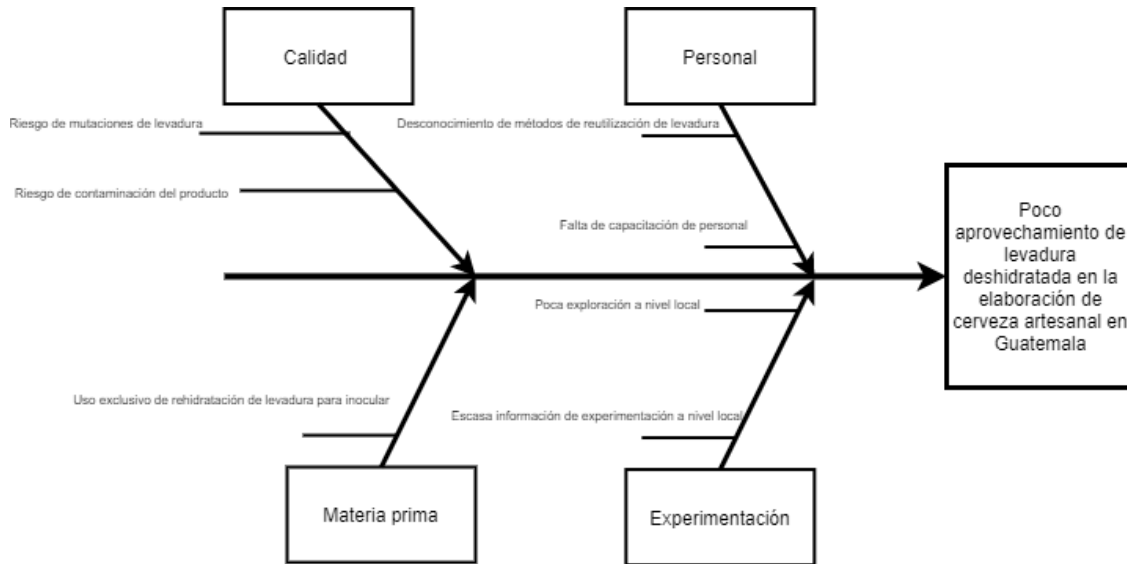 Calidad
Personal
Riesgo de mutaciones de levadura
Desconocimiento de métodos de reutilización de levadura
Riesgo de contaminación del producto
Falta de capacitación de personal
Poco
aprovechamiento de
levadura
deshidratada en la
elaboración de
cerveza artesanal en
Guatemala
Poca exploración a nivel local
Uso exclusivo de rehidratación de levadura para inocular
Escasa información de experimentación a nivel local
Materia prima
Experimentación